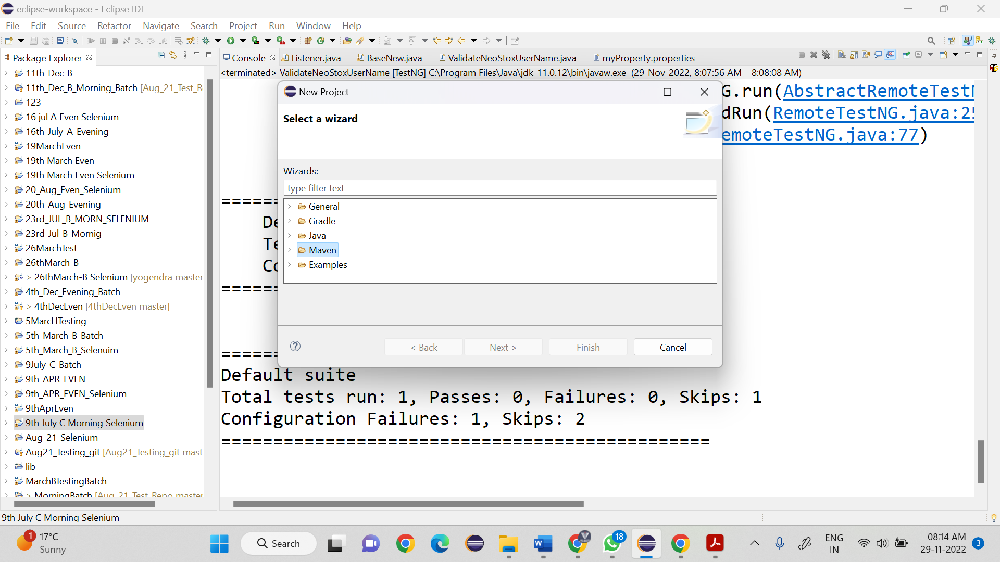 eclipse-workspace - Eclipse IDE
File Edit Source Refactor Navigate Search Project Run Window Help
Package Explorer
11th_Dec_B
11th_Dec_B_Morning_Batch [Aug_21_Test_Re
123
16 jul A Even Selenium
16th_July_A_Evening
19MarchEven
19th March Even
19th March Even Selenium
20_Aug_Even_Selenium
20th_Aug_Evening
23rd_JUL_B_MORN_SELENIUM
23rd_Jul_B_Mornig
26MarchTest
26thMarch-B
> 26thMarch-B Selenium [yogendra master
4th_Dec_Evening_Batch
> 4thDecEven [4thDecEven master]
5MarcHTesting
5th_March_B_Batch
5th_March_B_Selenuim
9July_C_Batch
9th_APR_EVEN
9th_APR_EVEN_Selenium
9thAprEven
9th July C Morning Selenium
Aug_21_Selenium
Aug21_Testing_git [Aug21_Testing_git mast
lib
MarchBTestingBatch
> MorningBatch [Aug_21_Test_Repo master
Console Listener.java BaseNew.java ValidateNeoStoxUserName.java myProperty.properties
<terminated> ValidateNeoStoxUserName [TestNG] C:\Program Files\Java\jdk-11.0.12\bin\javaw.exe (29-Nov-2022, 8:07:56 AM – 8:08:08 AM)
G.run(AbstractRemoteTestN
dRun(RemoteTestNG.java:25
emoteTestNG.java:77)
======
De
Te
Co
======
======
Default suite
Total tests run: 1, Passes: 0, Failures: 0, Skips: 1
Configuration Failures: 1, Skips: 2
===============================================
New Project
Select a wizard
Wizards:
type filter text
General
Gradle
Java
Maven
Examples
?
< Back Next > Finish Cancel
9th July C Morning Selenium
1
17°C
Sunny
Search
18
ENG
IN
08:14 AM
29-11-2022
3